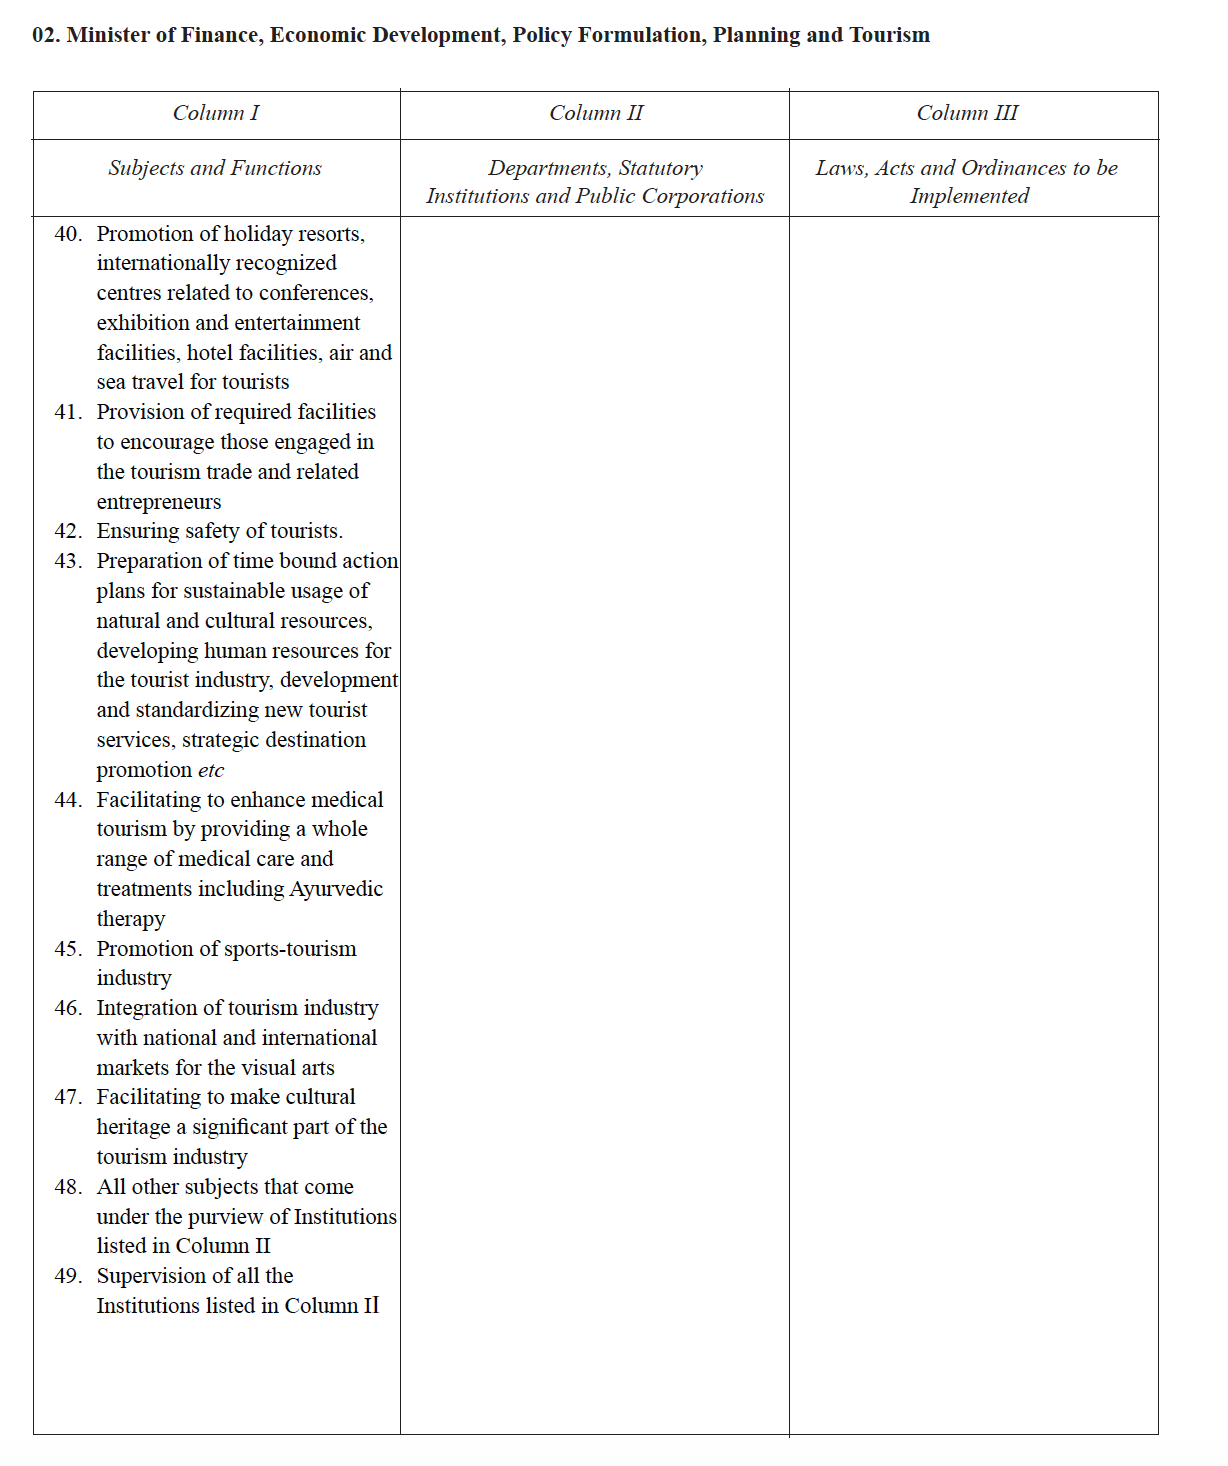 02. Minister of Finance, Economic Development, Policy Formulation, Planning and Tourism
Column I
Column II
Column III
Subjects and Functions
Departments, Statutory
Institutions and Public Corporations
Laws, Acts and Ordinances to be
Implemented
40. Promotion of holiday resorts,
internationally recognized
centres related to conferences,
exhibition and entertainment
facilities, hotel facilities, air and
sea travel for tourists
41. Provision of required facilities
to encourage those engaged in
the tourism trade and related
entrepreneurs
42. Ensuring safety of tourists.
43. Preparation of time bound action
plans for sustainable usage of
natural and cultural resources,
developing human resources for
the tourist industry, development
and standardizing new tourist
services, strategic destination
promotion etc
44. Facilitating to enhance medical
tourism by providing a whole
range of medical care and
treatments including Ayurvedic
therapy
45. Promotion of sports-tourism
industry
46. Integration of tourism industry
with national and international
markets for the visual arts
47. Facilitating to make cultural
heritage a significant part of the
tourism industry
48. All other subjects that come
under the purview of Institutions
listed in Column II
49. Supervision of all the
Institutions listed in Column II